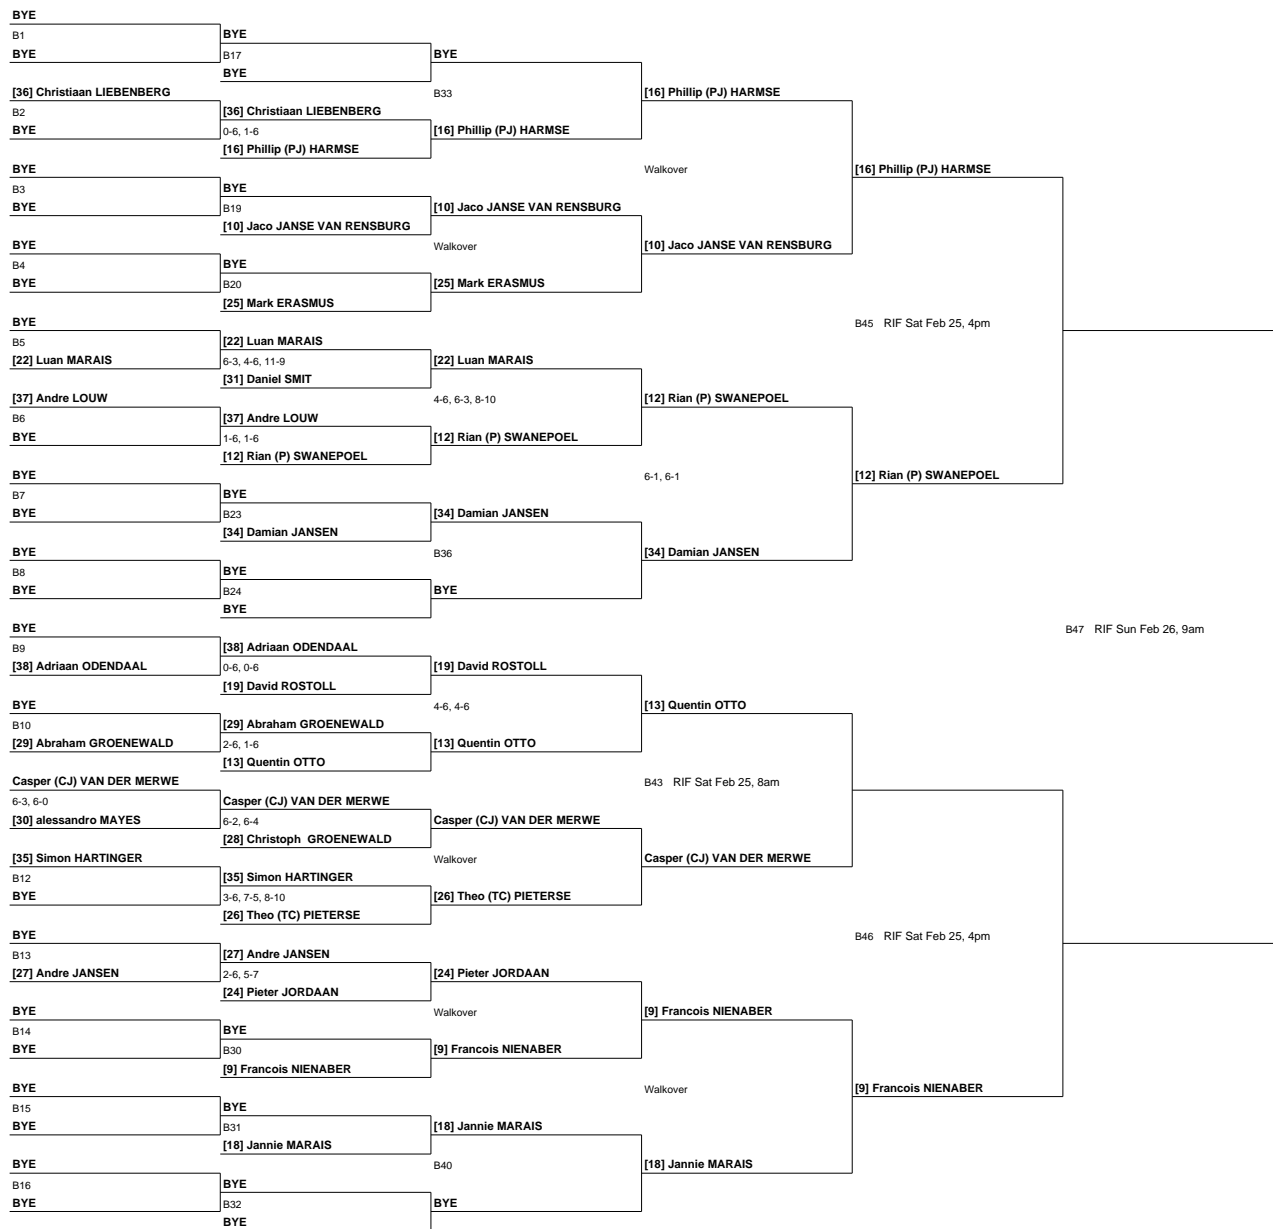 BYE
B1
BYE
BYE
B17
BYE
BYE
[36] Christiaan LIEBENBERG
B2
BYE
[36] Christiaan LIEBENBERG
0-6, 1-6
[16] Phillip (PJ) HARMSE
B33
[16] Phillip (PJ) HARMSE
[16] Phillip (PJ) HARMSE
BYE
B3
BYE
BYE
B19
[10] Jaco JANSE VAN RENSBURG
[10] Jaco JANSE VAN RENSBURG
Walkover
[16] Phillip (PJ) HARMSE
BYE
B4
BYE
BYE
B20
[25] Mark ERASMUS
Walkover
[25] Mark ERASMUS
[10] Jaco JANSE VAN RENSBURG
B45 RIF Sat Feb 25, 4pm
BYE
B5
[22] Luan MARAIS
[22] Luan MARAIS
6-3, 4-6, 11-9
[31] Daniel SMIT
[22] Luan MARAIS
[37] Andre LOUW
B6
BYE
[37] Andre LOUW
1-6, 1-6
[12] Rian (P) SWANEPOEL
4-6, 6-3, 8-10
[12] Rian (P) SWANEPOEL
[12] Rian (P) SWANEPOEL
BYE
B7
BYE
BYE
B23
[34] Damian JANSEN
[34] Damian JANSEN
6-1, 6-1
[12] Rian (P) SWANEPOEL
BYE
B8
BYE
BYE
B24
BYE
B36
BYE
[34] Damian JANSEN
B47 RIF Sun Feb 26, 9am
BYE
B9
[38] Adriaan ODENDAAL
[38] Adriaan ODENDAAL
0-6, 0-6
[19] David ROSTOLL
[19] David ROSTOLL
BYE
B10
[29] Abraham GROENEWALD
[29] Abraham GROENEWALD
2-6, 1-6
[13] Quentin OTTO
4-6, 4-6
[13] Quentin OTTO
[13] Quentin OTTO
Casper (CJ) VAN DER MERWE
6-3, 6-0
[30] alessandro MAYES
Casper (CJ) VAN DER MERWE
6-2, 6-4
[28] Christoph GROENEWALD
Casper (CJ) VAN DER MERWE
B43 RIF Sat Feb 25, 8am
[35] Simon HARTINGER
B12
BYE
[35] Simon HARTINGER
3-6, 7-5, 8-10
[26] Theo (TC) PIETERSE
Walkover
[26] Theo (TC) PIETERSE
Casper (CJ) VAN DER MERWE
B46 RIF Sat Feb 25, 4pm
BYE
B13
[27] Andre JANSEN
[27] Andre JANSEN
2-6, 5-7
[24] Pieter JORDAAN
[24] Pieter JORDAAN
BYE
B14
BYE
BYE
B30
[9] Francois NIENABER
Walkover
[9] Francois NIENABER
[9] Francois NIENABER
BYE
B15
BYE
BYE
B31
[18] Jannie MARAIS
[18] Jannie MARAIS
Walkover
[9] Francois NIENABER
BYE
B16
BYE
BYE
B32
BYE
B40
BYE
[18] Jannie MARAIS